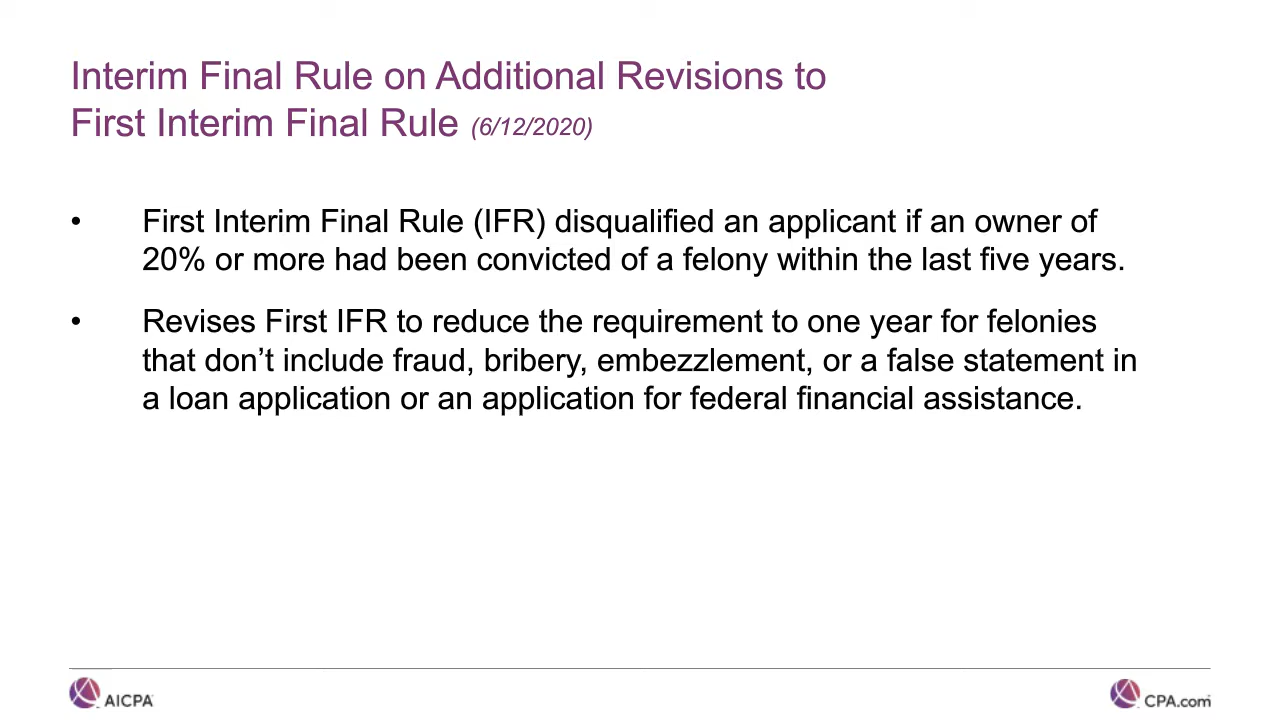 Interim Final Rule on Additional Revisions to
First Interim Final Rule (6/12/2020)
• First Interim Final Rule (IFR) disqualified an applicant if an owner of
20% or more had been convicted of a felony within the last five years.
• Revises First IFR to reduce the requirement to one year for felonies
that don’t include fraud, bribery, embezzlement, or a false statement in
a loan application or an application for federal financial assistance.
AICPA
CPA.com